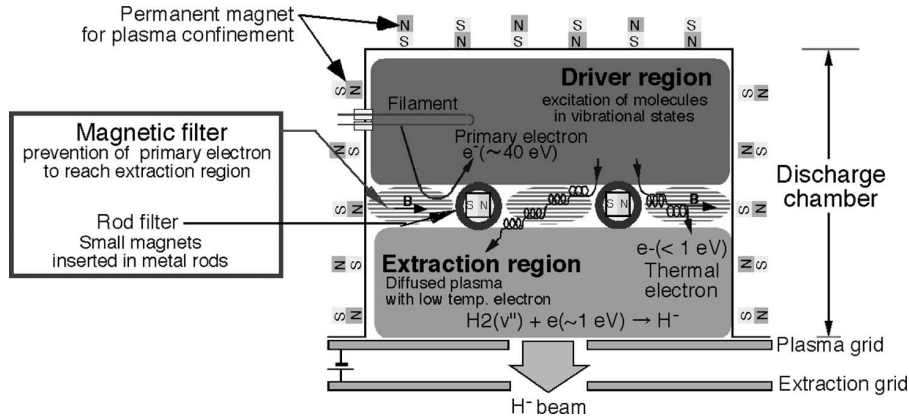 Permanent magnet
for plasma confinement
N S S N S N
S N N S N S
Driver region
excitation of molecules
in vibrational states
Filament
Primary electron
e-(~40 eV)
Magnetic filter
prevention of primary electron
to reach extraction region
Rod filter
Small magnets
inserted in metal rods
S N
N S
S N
N S
S N
S N
N S
S N
N S
S N
B
S N
S N
B
Discharge
chamber
e-(< 1 eV)
Thermal
electron
Extraction region
Diffused plasma
with low temp. electron
H2(v") + e(~1 eV) → H-
Plasma grid
Extraction grid
H- beam